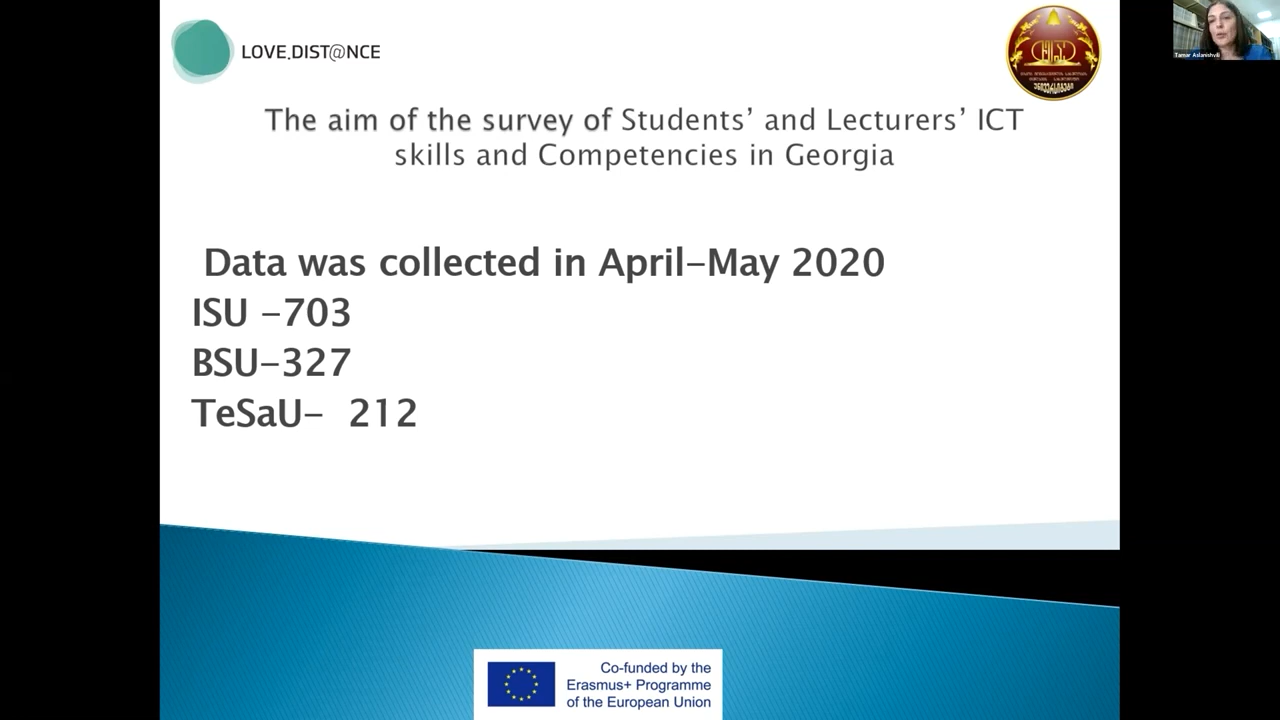 LOVE.DIST@NCE
Tamar Aslanishvili
The aim of the survey of Students’ and Lecturers’ ICT
skills and Competencies in Georgia
Data was collected in April-May 2020
ISU -703
BSU-327
TeSaU- 212
Co-funded by the
Erasmus+ Programme
of the European Union